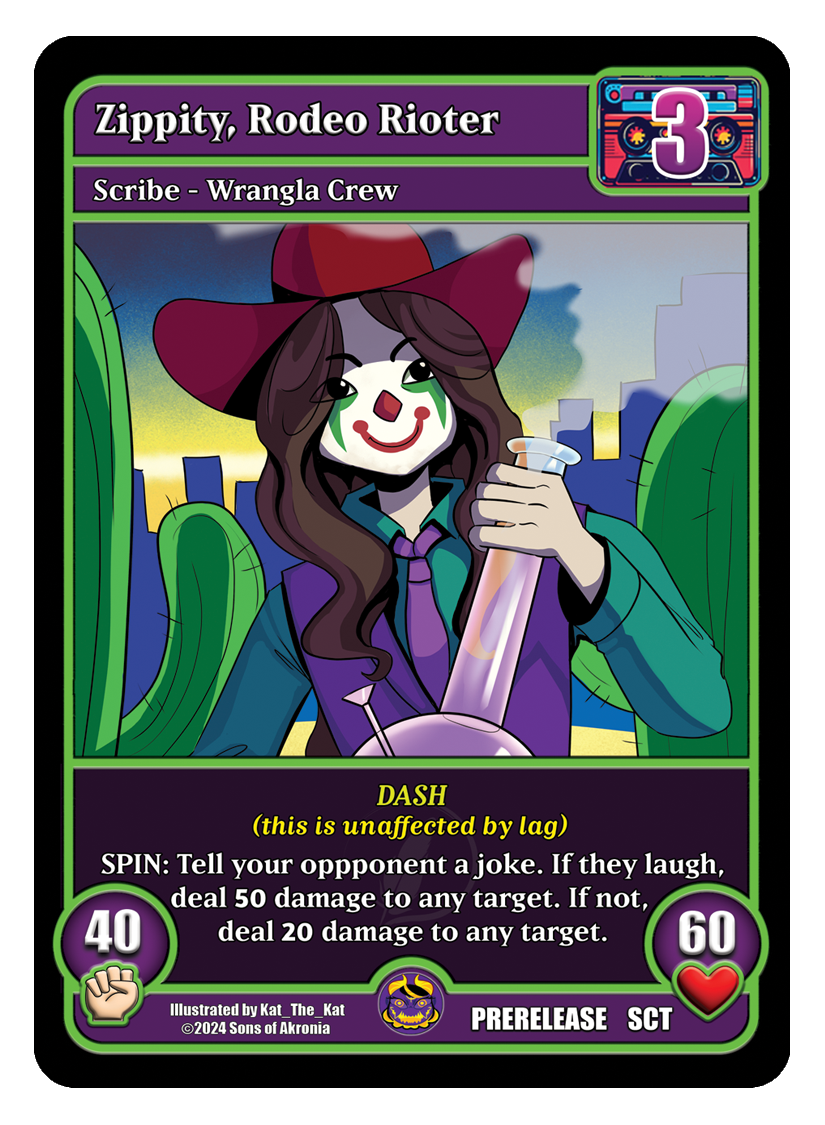 Zippity, Rodeo Rioter
3
Scribe - Wrangla Crew
DASH
(this is unaffected by lag)
SPIN: Tell your oppponent a joke. If they laugh,
deal 50 damage to any target. If not,
deal 20 damage to any target.
40
60
Illustrated by Kat_The_Kat
©2024 Sons of Akronia
PRERELEASE SCT